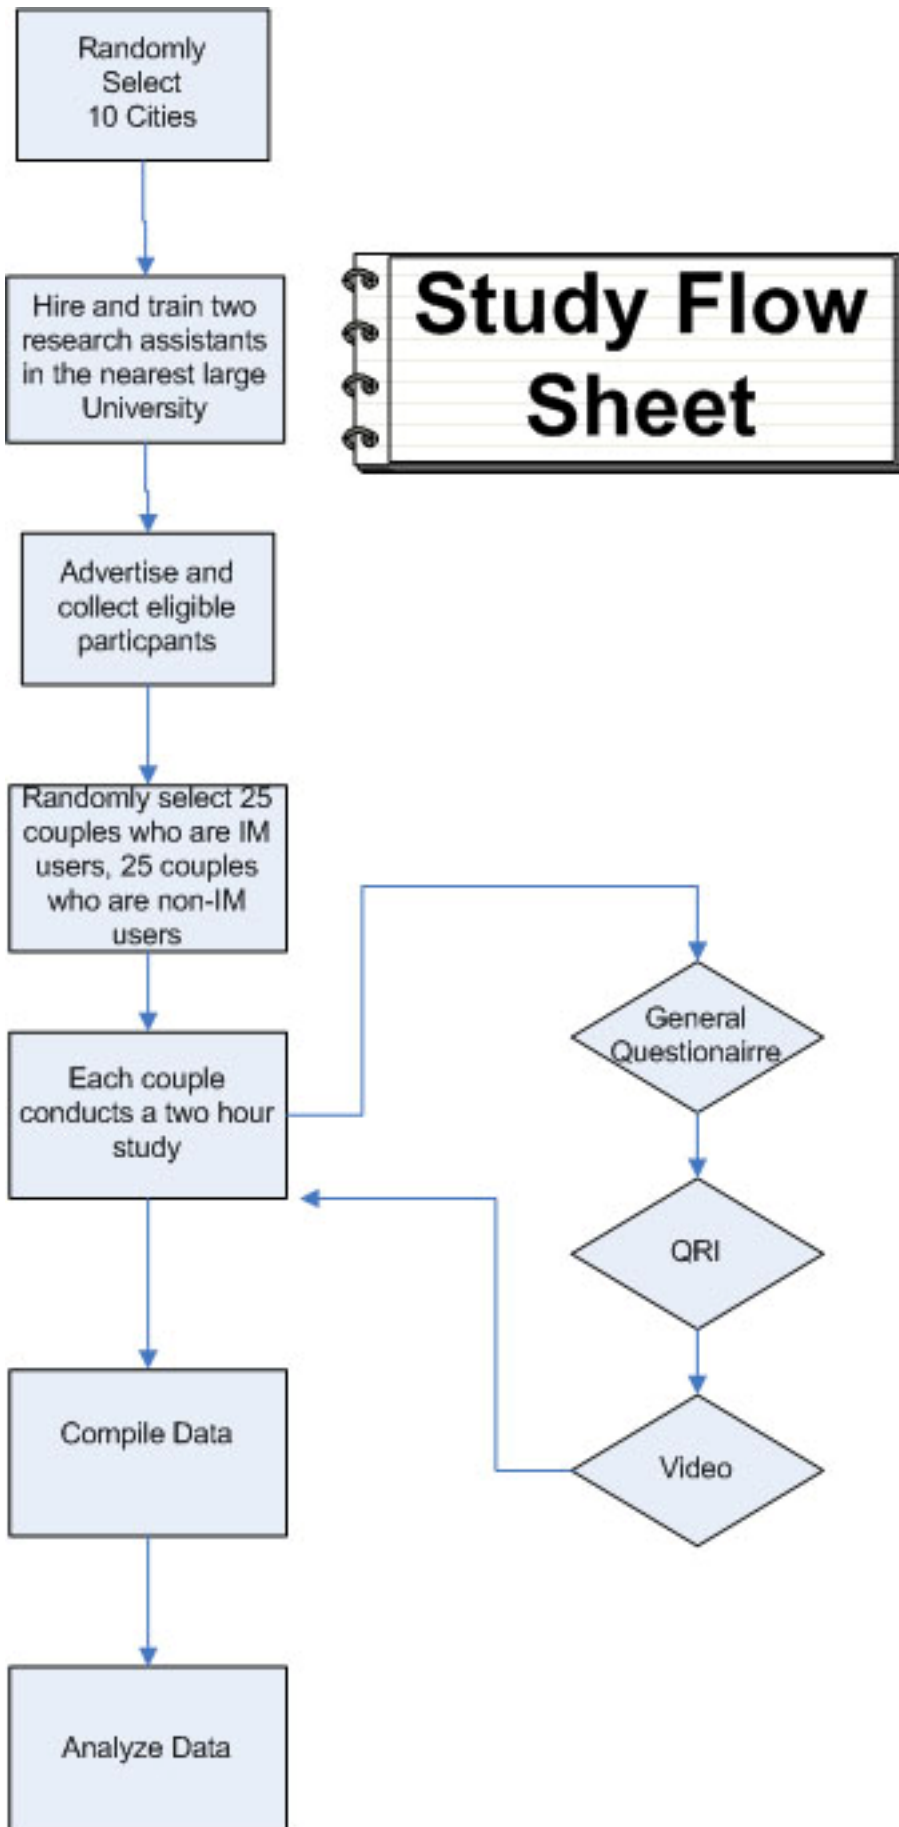 Randomly
Select
10 Cities
Study Flow
Sheet
Hire and train two
research assistants
in the nearest large
University
Advertise and
collect eligible
particpants
Randomly select 25
couples who are IM
users, 25 couples
who are non-IM
users
Each couple
conducts a two hour
study
General
Questionairre
QRI
Video
Compile Data
Analyze Data